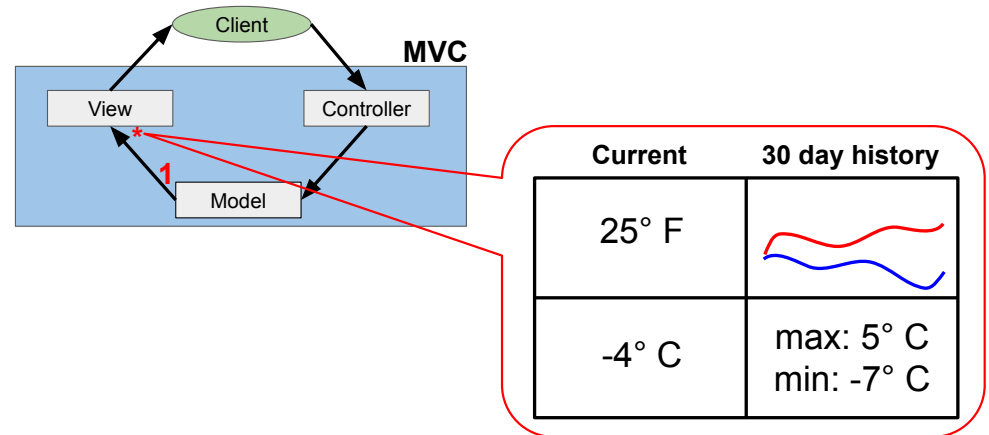 Client
MVC
View
Controller
*
1
Model
Current 30 day history
25° F
-4° C
max: 5° C
min: -7° C